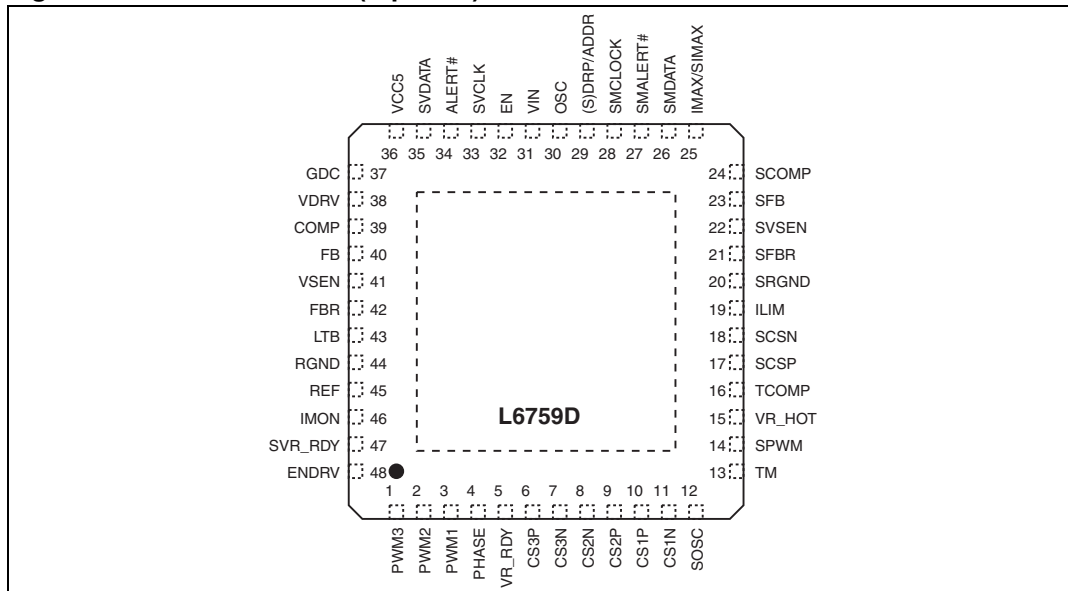 VCC5
SVDATA
ALERT#
SVCLK
EN
VIN
OSC
(S)DRP/ADDR
SMCLOCK
SMALERT#
SMDATA
IMAX/SIMAX
36 35 34 33 32 31 30 29 28 27 26 25
GDC 37
VDRV 38
COMP 39
FB 40
VSEN 41
FBR 42
LTB 43
RGND 44
REF 45
IMON 46
SVR_RDY 47
ENDRV 48
24 SCOMP
23 SFB
22 SVSEN
21 SFBR
20 SRGND
19 ILIM
18 SCSN
17 SCSP
16 TCOMP
15 VR_HOT
14 SPWM
13 TM
L6759D
1 2 3 4 5 6 7 8 9 10 11 12
PWM3
PWM2
PWM1
PHASE
VR_RDY
CS3P
CS3N
CS2N
CS2P
CS1P
CS1N
SOSC